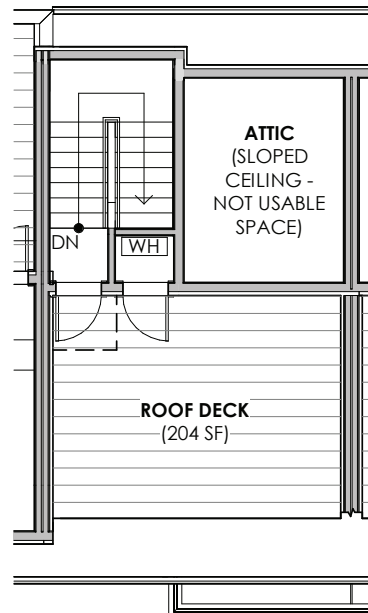 ATTIC
(SLOPED
CEILING -
NOT USABLE
SPACE)
DN
WH
ROOF DECK
(204 SF)